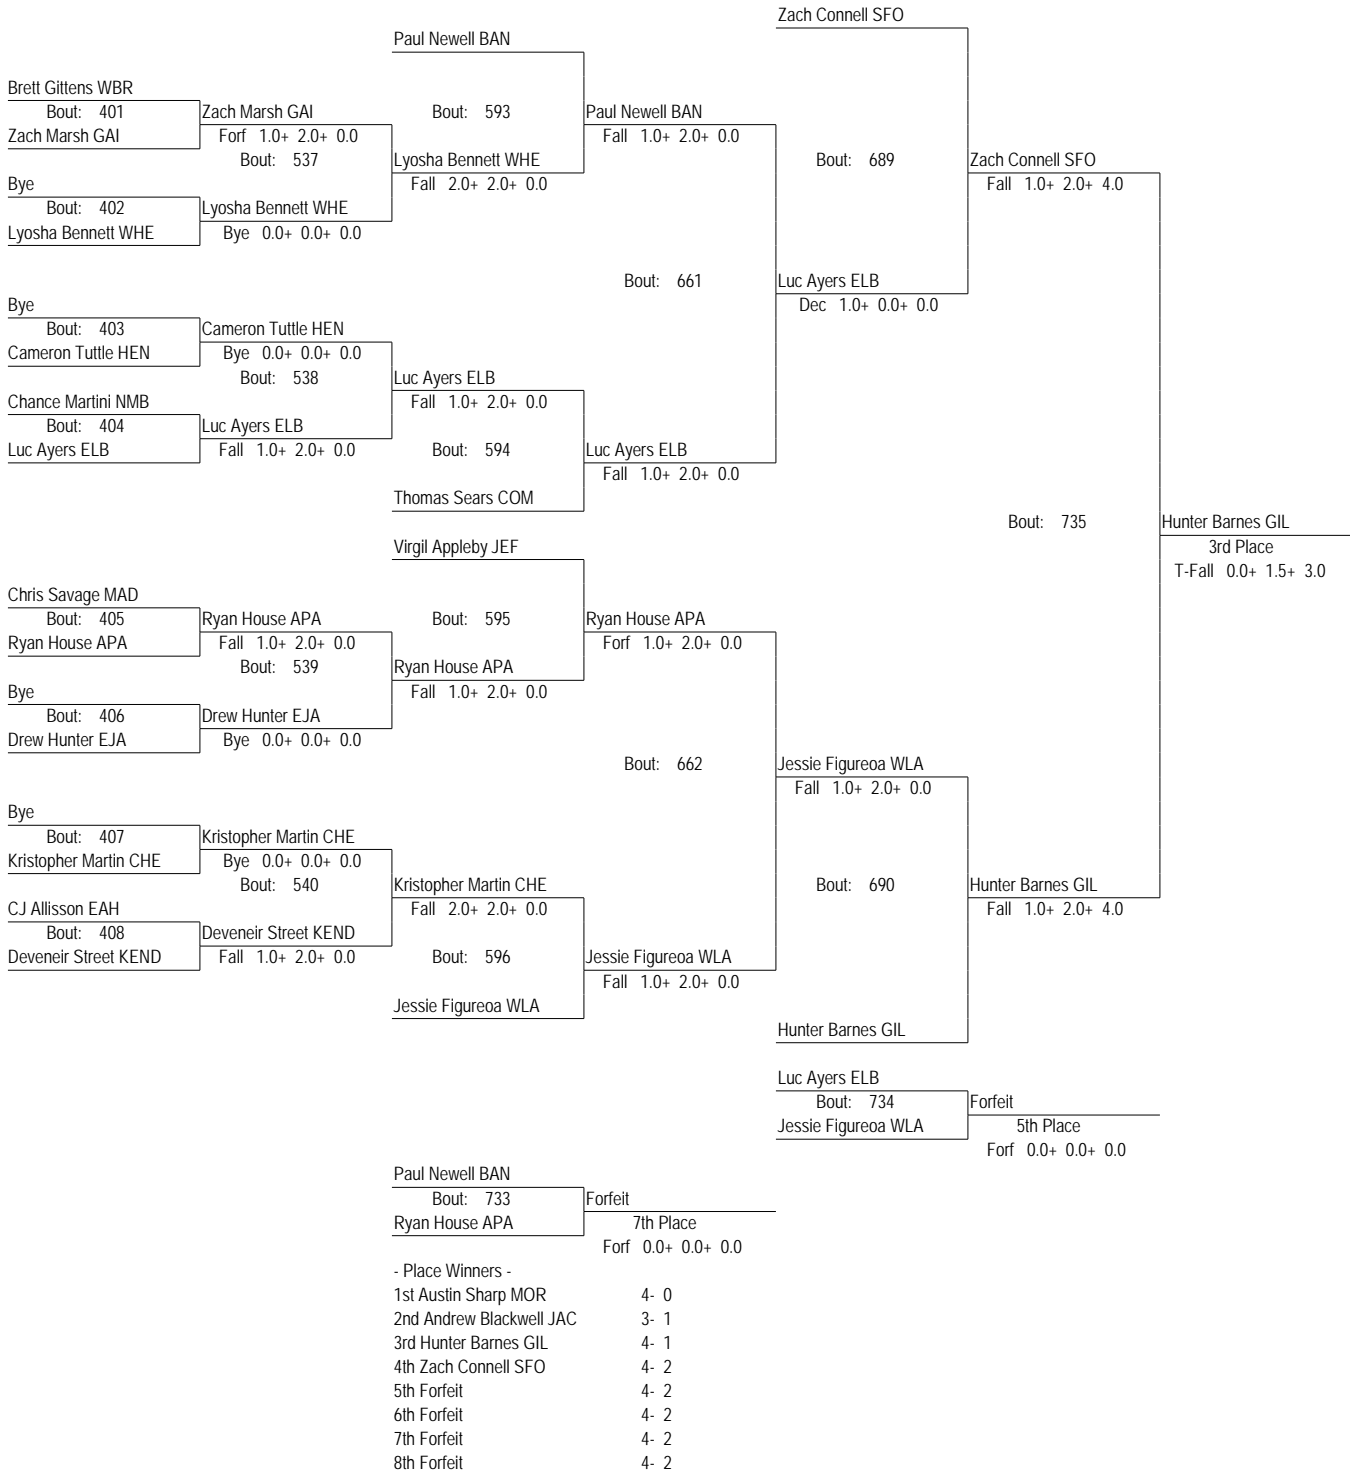 Zach Connell SFO
Paul Newell BAN
Brett Gittens WBR
Bout: 401 Zach Marsh GAI Bout: 593 Paul Newell BAN
Zach Marsh GAI Forf 1.0+ 2.0+ 0.0 Fall 1.0+ 2.0+ 0.0
Bout: 537 Lyosha Bennett WHE Bout: 689 Zach Connell SFO
Bye Fall 2.0+ 2.0+ 0.0 Fall 1.0+ 2.0+ 4.0
Bout: 402 Lyosha Bennett WHE
Lyosha Bennett WHE Bye 0.0+ 0.0+ 0.0
Bout: 661 Luc Ayers ELB
Bye Dec 1.0+ 0.0+ 0.0
Bout: 403 Cameron Tuttle HEN
Cameron Tuttle HEN Bye 0.0+ 0.0+ 0.0
Bout: 538 Luc Ayers ELB
Chance Martini NMB Fall 1.0+ 2.0+ 0.0
Bout: 404 Luc Ayers ELB
Luc Ayers ELB Fall 1.0+ 2.0+ 0.0 Bout: 594 Luc Ayers ELB
Fall 1.0+ 2.0+ 0.0
Thomas Sears COM
Bout: 735 Hunter Barnes GIL
Virgil Appleby JEF 3rd Place
T-Fall 0.0+ 1.5+ 3.0
Chris Savage MAD
Bout: 405 Ryan House APA Bout: 595 Ryan House APA
Ryan House APA Fall 1.0+ 2.0+ 0.0 Forf 1.0+ 2.0+ 0.0
Bout: 539 Ryan House APA
Bye Fall 1.0+ 2.0+ 0.0
Bout: 406 Drew Hunter EJA
Drew Hunter EJA Bye 0.0+ 0.0+ 0.0
Bout: 662 Jessie Figureoa WLA
Fall 1.0+ 2.0+ 0.0
Bye
Bout: 407 Kristopher Martin CHE
Kristopher Martin CHE Bye 0.0+ 0.0+ 0.0
Bout: 540 Kristopher Martin CHE Bout: 690 Hunter Barnes GIL
CJ Allisson EAH Fall 2.0+ 2.0+ 0.0 Fall 1.0+ 2.0+ 4.0
Bout: 408 Deveneir Street KEND
Deveneir Street KEND Fall 1.0+ 2.0+ 0.0 Bout: 596 Jessie Figureoa WLA
Fall 1.0+ 2.0+ 0.0
Jessie Figureoa WLA
Hunter Barnes GIL
Luc Ayers ELB
Bout: 734 Forfeit
Jessie Figureoa WLA 5th Place
Forf 0.0+ 0.0+ 0.0
Paul Newell BAN
Bout: 733 Forfeit
Ryan House APA 7th Place
Forf 0.0+ 0.0+ 0.0
- Place Winners -
1st Austin Sharp MOR 4- 0
2nd Andrew Blackwell JAC 3- 1
3rd Hunter Barnes GIL 4- 1
4th Zach Connell SFO 4- 2
5th Forfeit 4- 2
6th Forfeit 4- 2
7th Forfeit 4- 2
8th Forfeit 4- 2